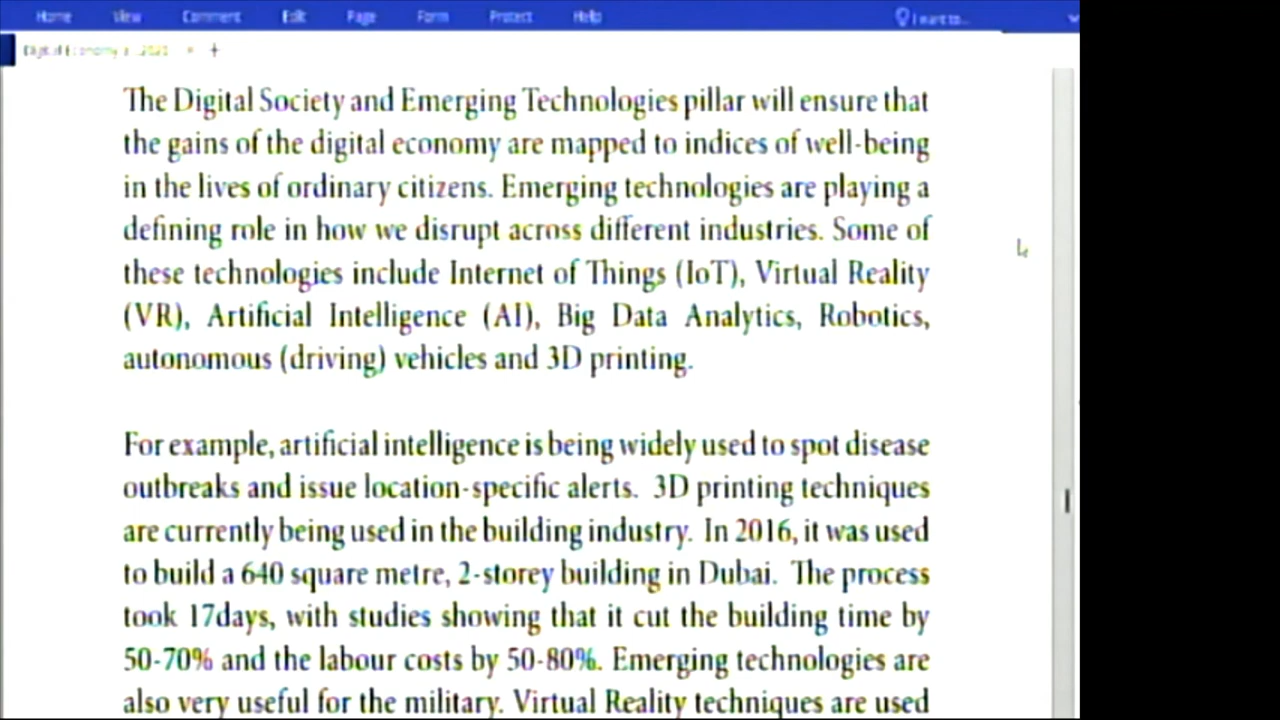 Home View Comment Edit Page Form Protect Help I want to...
The Digital Society and Emerging Technologies pillar will ensure that
the gains of the digital economy are mapped to indices of well-being
in the lives of ordinary citizens. Emerging technologies are playing a
defining role in how we disrupt across different industries. Some of
these technologies include Internet of Things (IoT), Virtual Reality
(VR), Artificial Intelligence (AI), Big Data Analytics, Robotics,
autonomous (driving) vehicles and 3D printing.
For example, artificial intelligence is being widely used to spot disease
outbreaks and issue location-specific alerts. 3D printing techniques
are currently being used in the building industry. In 2016, it was used
to build a 640 square metre, 2-storey building in Dubai. The process
took 17days, with studies showing that it cut the building time by
50-70% and the labour costs by 50-80%. Emerging technologies are
also very useful for the military. Virtual Reality techniques are used